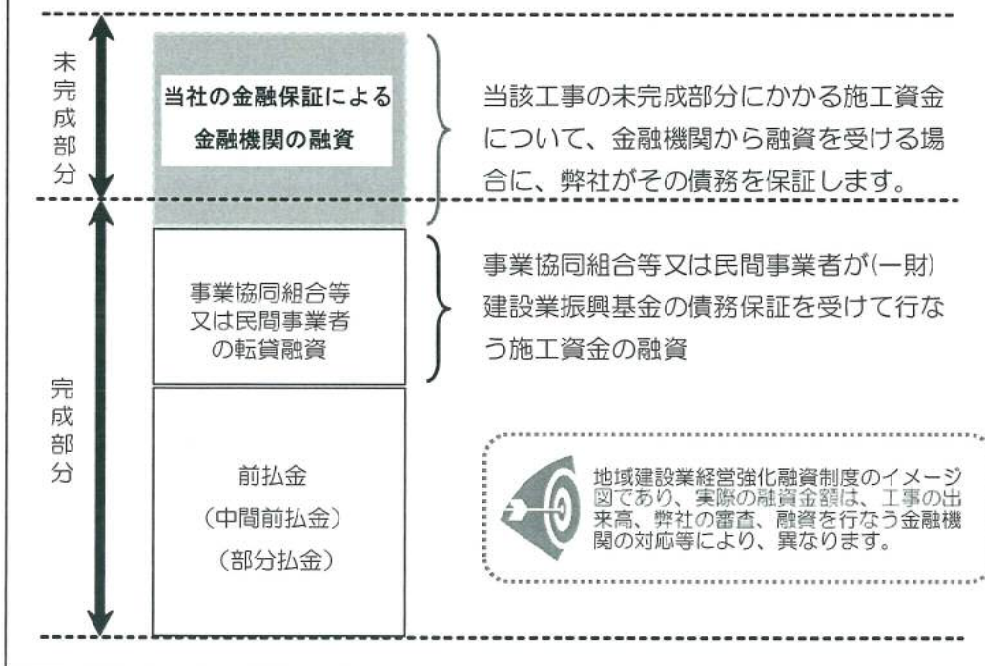 未完成部分
当社の金融保証による
金融機関の融資
当該工事の未完成部分にかかる施工資金
について、金融機関から融資を受ける場
合に、弊社がその債務を保証します。
完成部分
事業協同組合等
又は民間事業者
の転貸融資
事業協同組合等又は民間事業者が(一財)
建設業振興基金の債務保証を受けて行な
う施工資金の融資
前払金
(中間前払金)
(部分払金)
地域建設業経営強化融資制度のイメージ
図であり、実際の融資金額は、工事の出
来高、弊社の審査、融資を行なう金融機
関の対応等により、異なります。